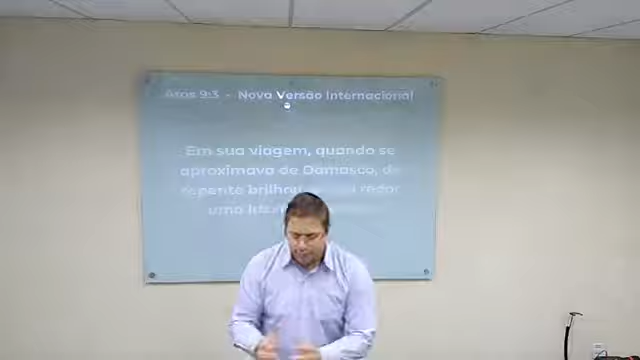 Atos 9:3 - Nova Versão Internacional
Em sua viagem, quando se
aproximava de Damasco, de
repente brilhou redor
uma